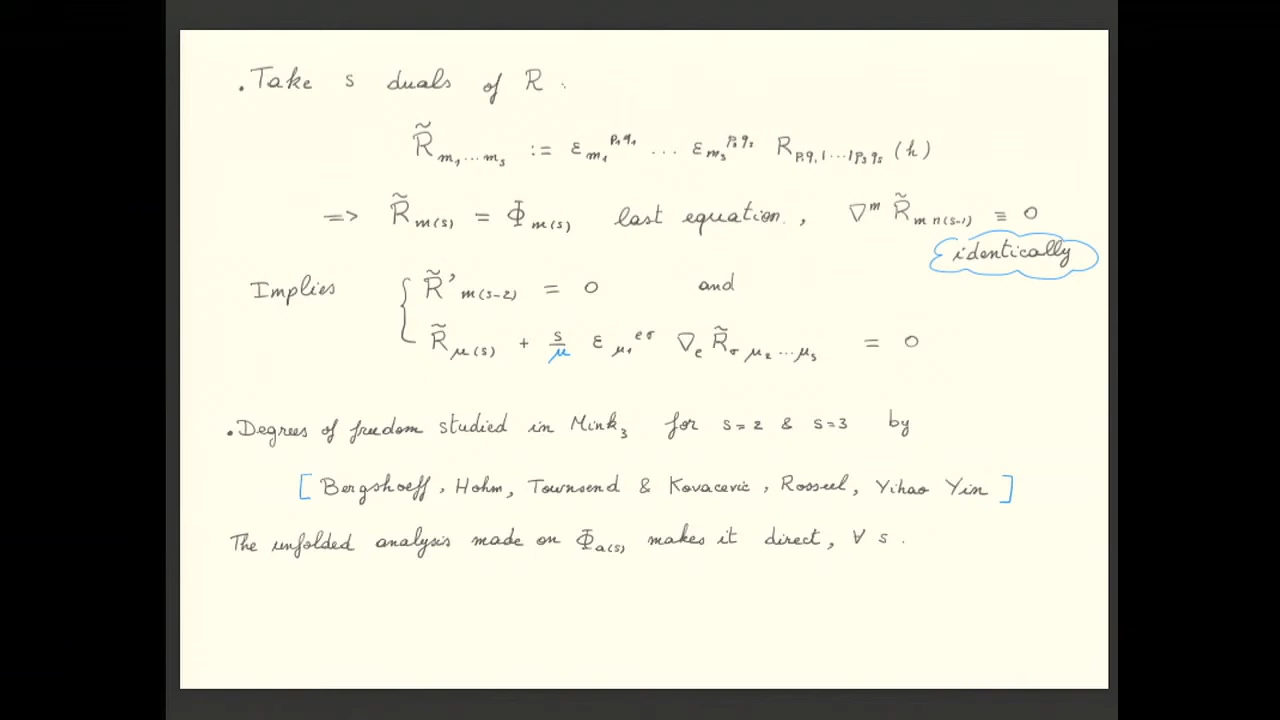 . Take s duals of R .
R̃_{m_1 ... m_s} := ε_{m_1}^{p_1 q_1} ... ε_{m_s}^{p_s q_s} R_{p_1 q_1 | ... | p_s q_s} (h)
=> R̃_{m(s)} = Φ_{m(s)} last equation. , ∇^m R̃_{m n(s-1)} ≡ 0
identically
Implies { R̃'_{m(s-2)} = 0 and
R̃_{μ(s)} + s/μ ε_{μ_1}^{ρσ} ∇_ρ R̃_{σ μ_2 ... μ_s} = 0
. Degrees of freedom studied in Mink_3 for s=2 & s=3 by
[ Bergshoeff, Hohm, Townsend & Kovacevic, Rosseel, Yihao Yin ]
The unfolded analysis made on Φ_{a(s)} makes it direct, ∀ s .